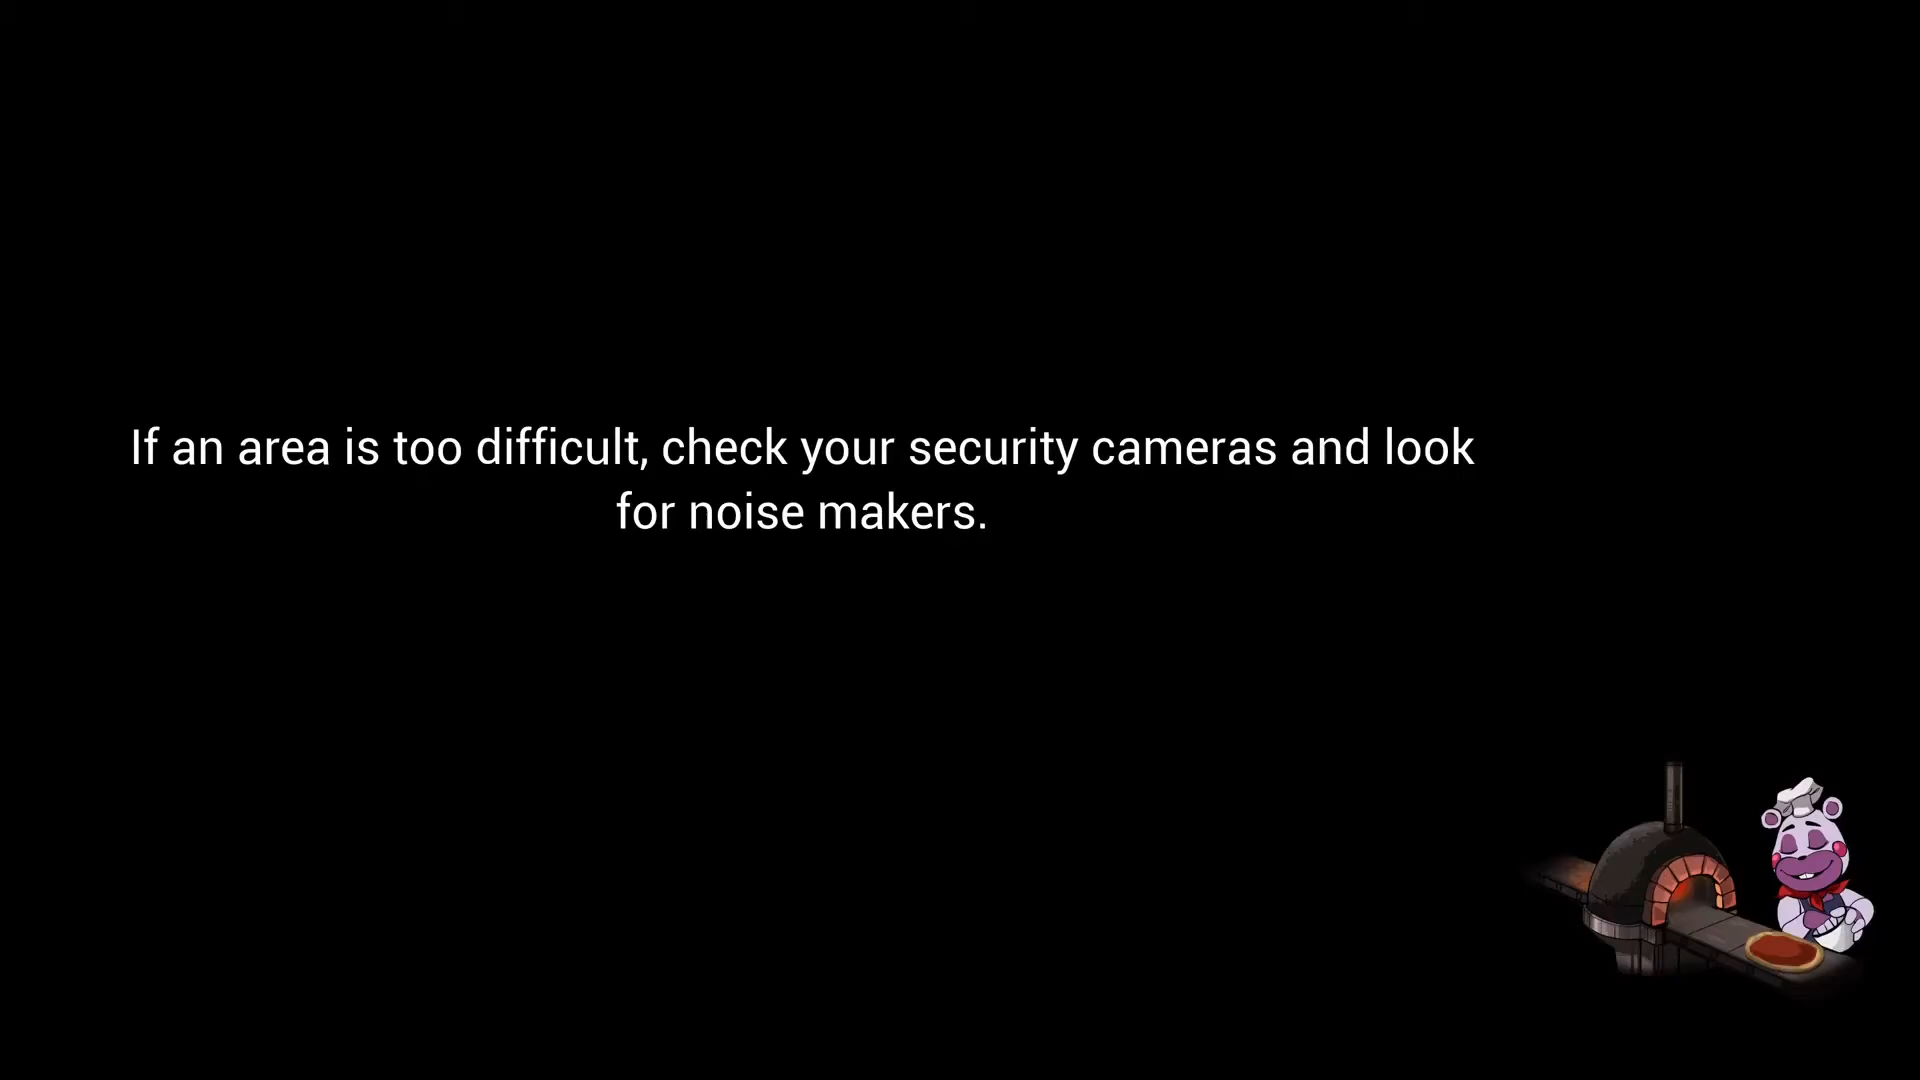 If an area is too difficult, check your security cameras and look
for noise makers.